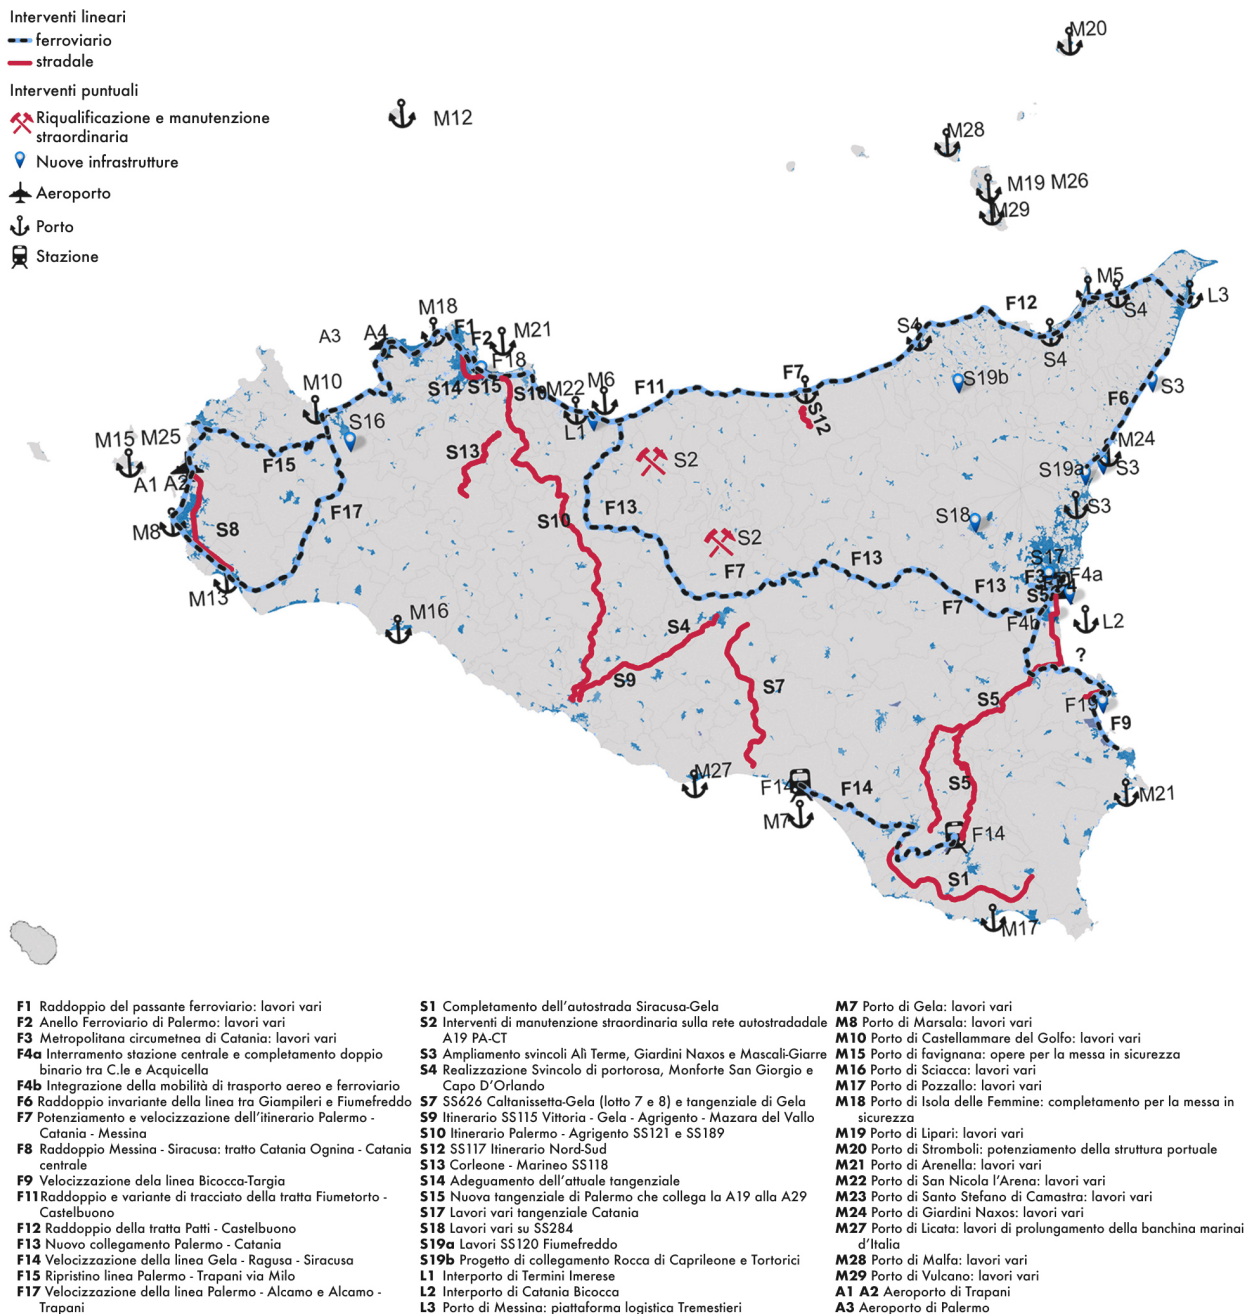 Interventi lineari
ferroviario
stradale
Interventi puntuali
Riqualificazione e manutenzione
straordinaria
Nuove infrastrutture
Aeroporto
Porto
Stazione
M20
M12
M28
M19 M26
M29
M5
L3
S4
F12
S4
S4
M18
F1
A3
A4
F2
M21
F18
S14
S15
S10
M22
M6
F11
F7
S12
S19b
F6
S3
M10
S16
L1
M24
S3
S19a
M15 M25
F15
S13
S2
A1 A2
F17
S10
F13
S3
S18
M8
S8
S2
S17
F7
F13
F13
F3
F4a
S5
M13
F7
F4b
L2
M16
S4
?
S9
S7
S5
F19
F9
M27
F14
F14
S5
M21
M7
F14
S1
M17
F1 Raddoppio del passante ferroviario: lavori vari
F2 Anello Ferroviario di Palermo: lavori vari
F3 Metropolitana circumetnea di Catania: lavori vari
F4a Interramento stazione centrale e completamento doppio
binario tra C.le e Acquicella
F4b Integrazione della mobilità di trasporto aereo e ferroviario
F6 Raddoppio invariante della linea tra Giampileri e Fiumefreddo
F7 Potenziamento e velocizzazione dell'itinerario Palermo -
Catania - Messina
F8 Raddoppio Messina - Siracusa: tratto Catania Ognina - Catania
centrale
F9 Velocizzazione dela linea Bicocca-Targia
F11 Raddoppio e variante di tracciato della tratta Fiumetorto -
Castelbuono
F12 Raddoppio della tratta Patti - Castelbuono
F13 Nuovo collegamento Palermo - Catania
F14 Velocizzazione della linea Gela - Ragusa - Siracusa
F15 Ripristino linea Palermo - Trapani via Milo
F17 Velocizzazione della linea Palermo - Alcamo e Alcamo -
Trapani
S1 Completamento dell'autostrada Siracusa-Gela
S2 Interventi di manutenzione straordinaria sulla rete autostradadale
A19 PA-CT
S3 Ampliamento svincoli Alì Terme, Giardini Naxos e Mascali-Giarre
S4 Realizzazione Svincolo di portorosa, Monforte San Giorgio e
Capo D'Orlando
S7 SS626 Caltanissetta-Gela (lotto 7 e 8) e tangenziale di Gela
S9 Itinerario SS115 Vittoria - Gela - Agrigento - Mazara del Vallo
S10 Itinerario Palermo - Agrigento SS121 e SS189
S12 SS117 Itinerario Nord-Sud
S13 Corleone - Marineo SS118
S14 Adeguamento dell'attuale tangenziale
S15 Nuova tangenziale di Palermo che collega la A19 alla A29
S17 Lavori vari tangenziale Catania
S18 Lavori vari su SS284
S19a Lavori SS120 Fiumefreddo
S19b Progetto di collegamento Rocca di Caprileone e Tortorici
L1 Interporto di Termini Imerese
L2 Interporto di Catania Bicocca
L3 Porto di Messina: piattaforma logistica Tremestieri
M7 Porto di Gela: lavori vari
M8 Porto di Marsala: lavori vari
M10 Porto di Castellammare del Golfo: lavori vari
M15 Porto di favignana: opere per la messa in sicurezza
M16 Porto di Sciacca: lavori vari
M17 Porto di Pozzallo: lavori vari
M18 Porto di Isola delle Femmine: completamento per la messa in
sicurezza
M19 Porto di Lipari: lavori vari
M20 Porto di Stromboli: potenziamento della struttura portuale
M21 Porto di Arenella: lavori vari
M22 Porto di San Nicola l'Arena: lavori vari
M23 Porto di Santo Stefano di Camastra: lavori vari
M24 Porto di Giardini Naxos: lavori vari
M27 Porto di Licata: lavori di prolungamento della banchina marinai
d'Italia
M28 Porto di Malfa: lavori vari
M29 Porto di Vulcano: lavori vari
A1 A2 Aeroporto di Trapani
A3 Aeroporto di Palermo